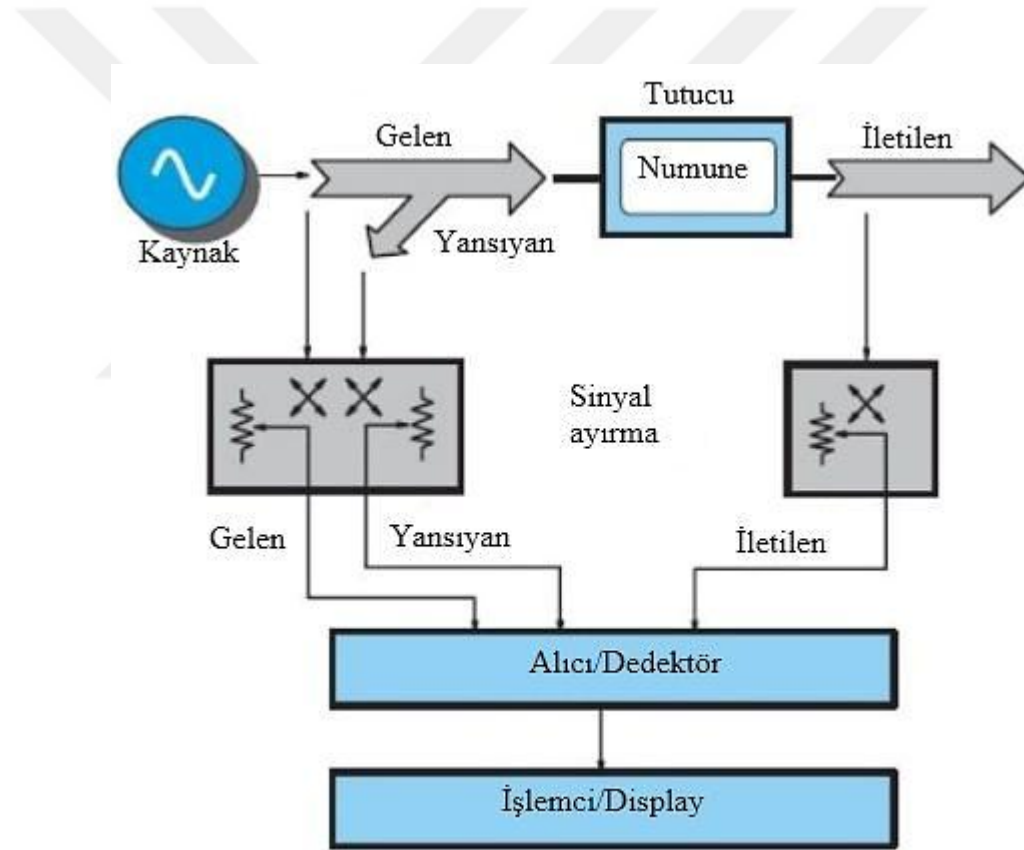 Tutucu
Gelen
İletilen
Numune
Yansıyan
Kaynak
Sinyal
ayırma
Gelen
Yansıyan
İletilen
Alıcı/Dedektör
İşlemci/Display